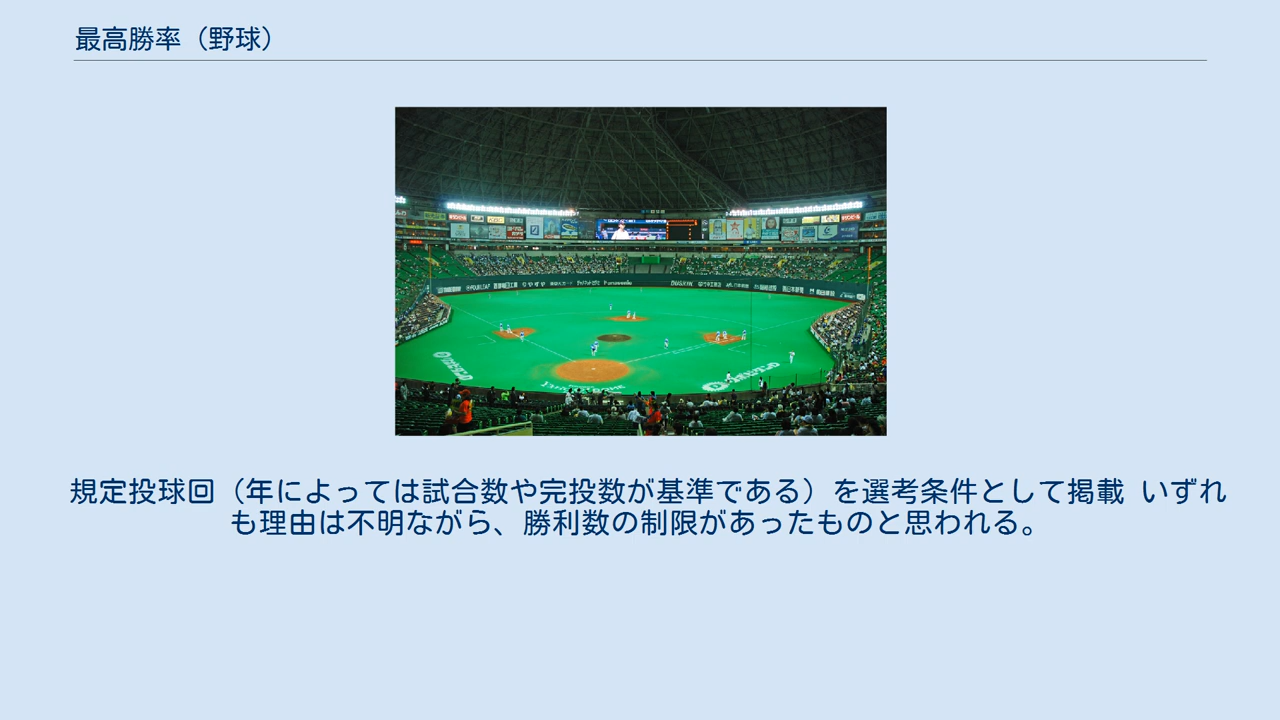 最高勝率（野球）
規定投球回（年によっては試合数や完投数が基準である）を選考条件として掲載 いずれ
も理由は不明ながら、勝利数の制限があったものと思われる。